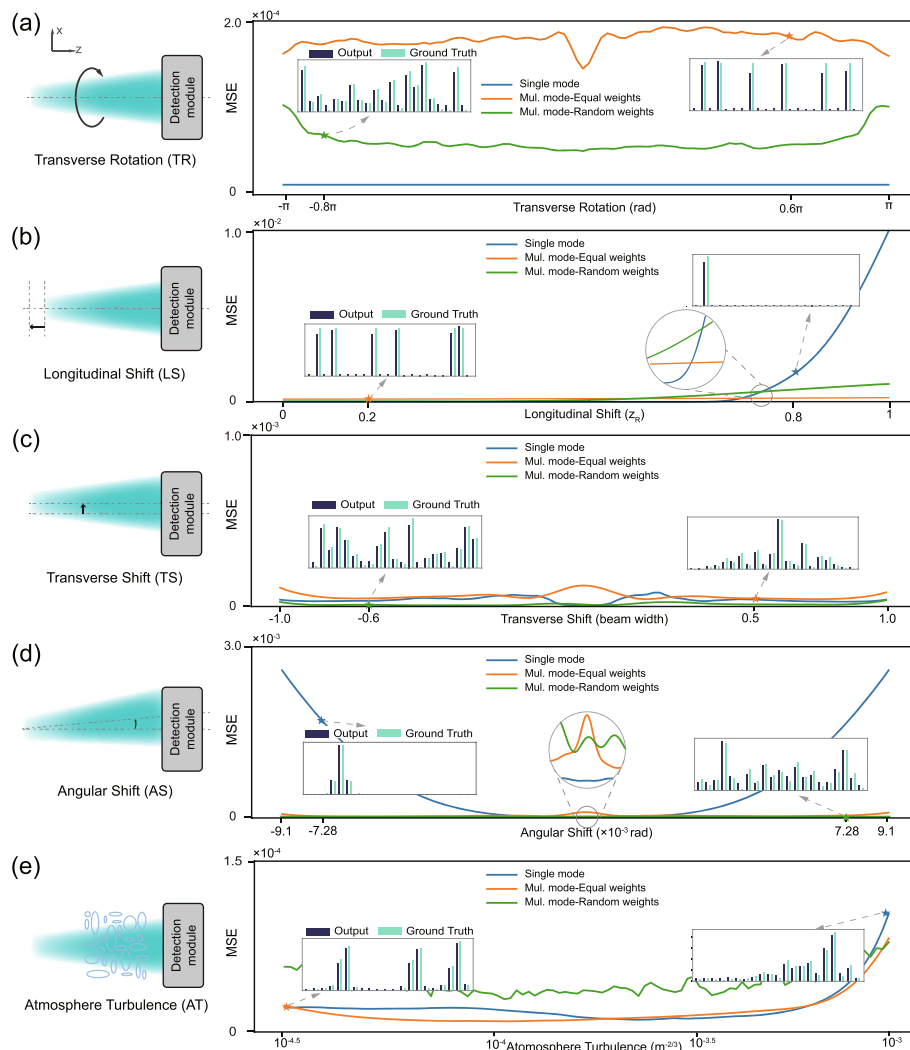 (a)
x
z
Detection module
Transverse Rotation (TR)
×10-4
2.0
MSE
0
Output
Ground Truth
Single mode
Mul. mode-Equal weights
Mul. mode-Random weights
-π
-0.8π
Transverse Rotation (rad)
0.6π
π
(b)
Detection module
Longitudinal Shift (LS)
×10-2
1.0
MSE
0
Single mode
Mul. mode-Equal weights
Mul. mode-Random weights
Output
Ground Truth
0
0.2
Longitudinal Shift (zR)
0.8
1
(c)
Detection module
Transverse Shift (TS)
×10-3
1.0
MSE
0
Single mode
Mul. mode-Equal weights
Mul. mode-Random weights
Output
Ground Truth
-1.0
-0.6
Transverse Shift (beam width)
0.5
1.0
(d)
Detection module
Angular Shift (AS)
×10-3
3.0
MSE
0
Single mode
Mul. mode-Equal weights
Mul. mode-Random weights
Output
Ground Truth
-9.1
-7.28
Angular Shift (×10-3 rad)
7.28
9.1
(e)
Detection module
Atmosphere Turbulence (AT)
×10-4
1.5
MSE
0
Single mode
Mul. mode-Equal weights
Mul. mode-Random weights
Output
Ground Truth
10-4.5
10-4
Atomosphere Turbulence (m-2/3)
10-3.5
10-3